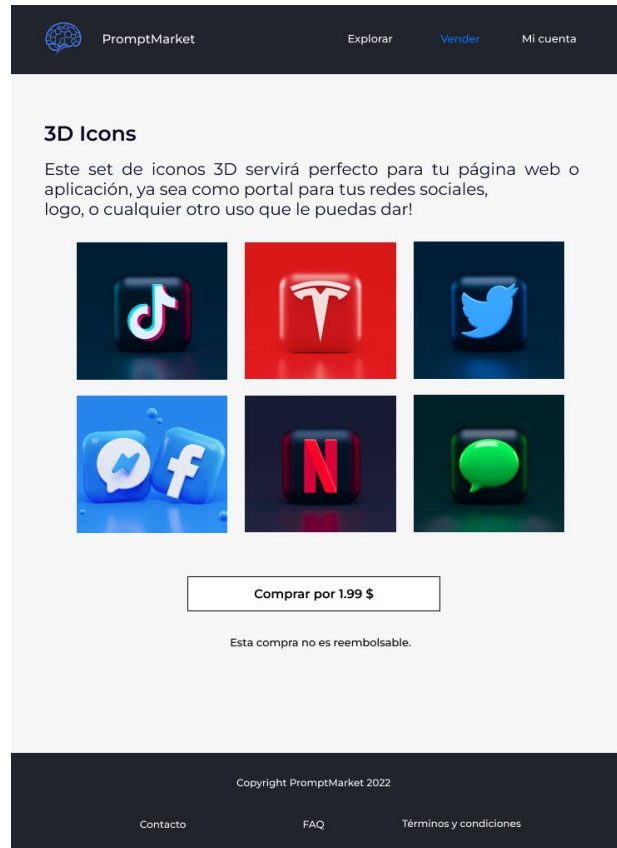 PromptMarket Explorar Vender Mi cuenta
3D Icons
Este set de iconos 3D servirá perfecto para tu página web o
aplicación, ya sea como portal para tus redes sociales,
logo, o cualquier otro uso que le puedas dar!
N
Comprar por 1.99 $
Esta compra no es reembolsable.
Copyright PromptMarket 2022
Contacto FAQ Términos y condiciones